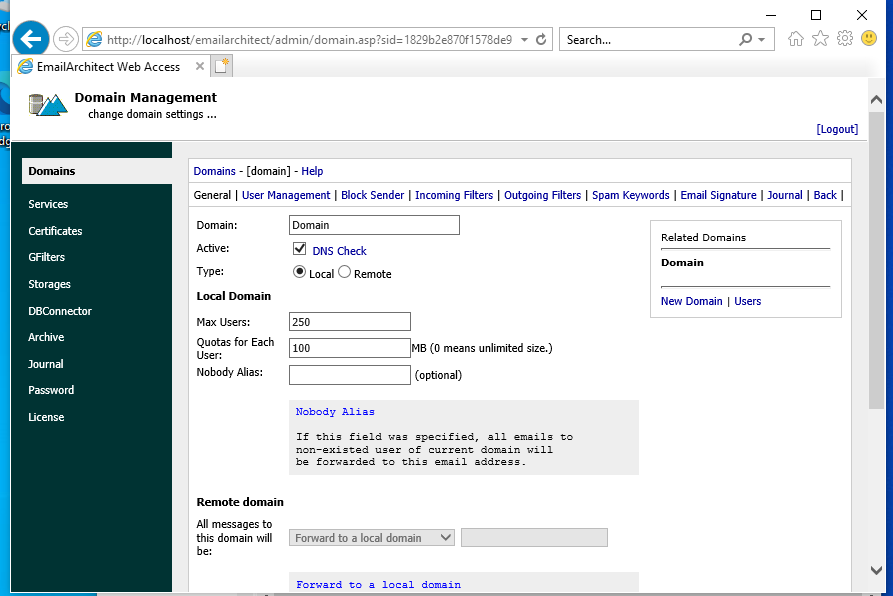 http://localhost/emailarchitect/admin/domain.asp?sid=1829b2e870f1578de9
Search...
EmailArchitect Web Access
Domain Management
change domain settings ...
[Logout]
Domains
Services
Certificates
GFilters
Storages
DBConnector
Archive
Journal
Password
License
Domains - [domain] - Help
General | User Management | Block Sender | Incoming Filters | Outgoing Filters | Spam Keywords | Email Signature | Journal | Back |
Domain: Domain
Active: DNS Check
Type: Local Remote
Local Domain
Max Users: 250
Quotas for Each
User:
100 MB (0 means unlimited size.)
Nobody Alias: (optional)
Nobody Alias
If this field was specified, all emails to
non-existed user of current domain will
be forwarded to this email address.
Remote domain
All messages to
this domain will
be:
Forward to a local domain
Forward to a local domain
Related Domains
Domain
New Domain | Users